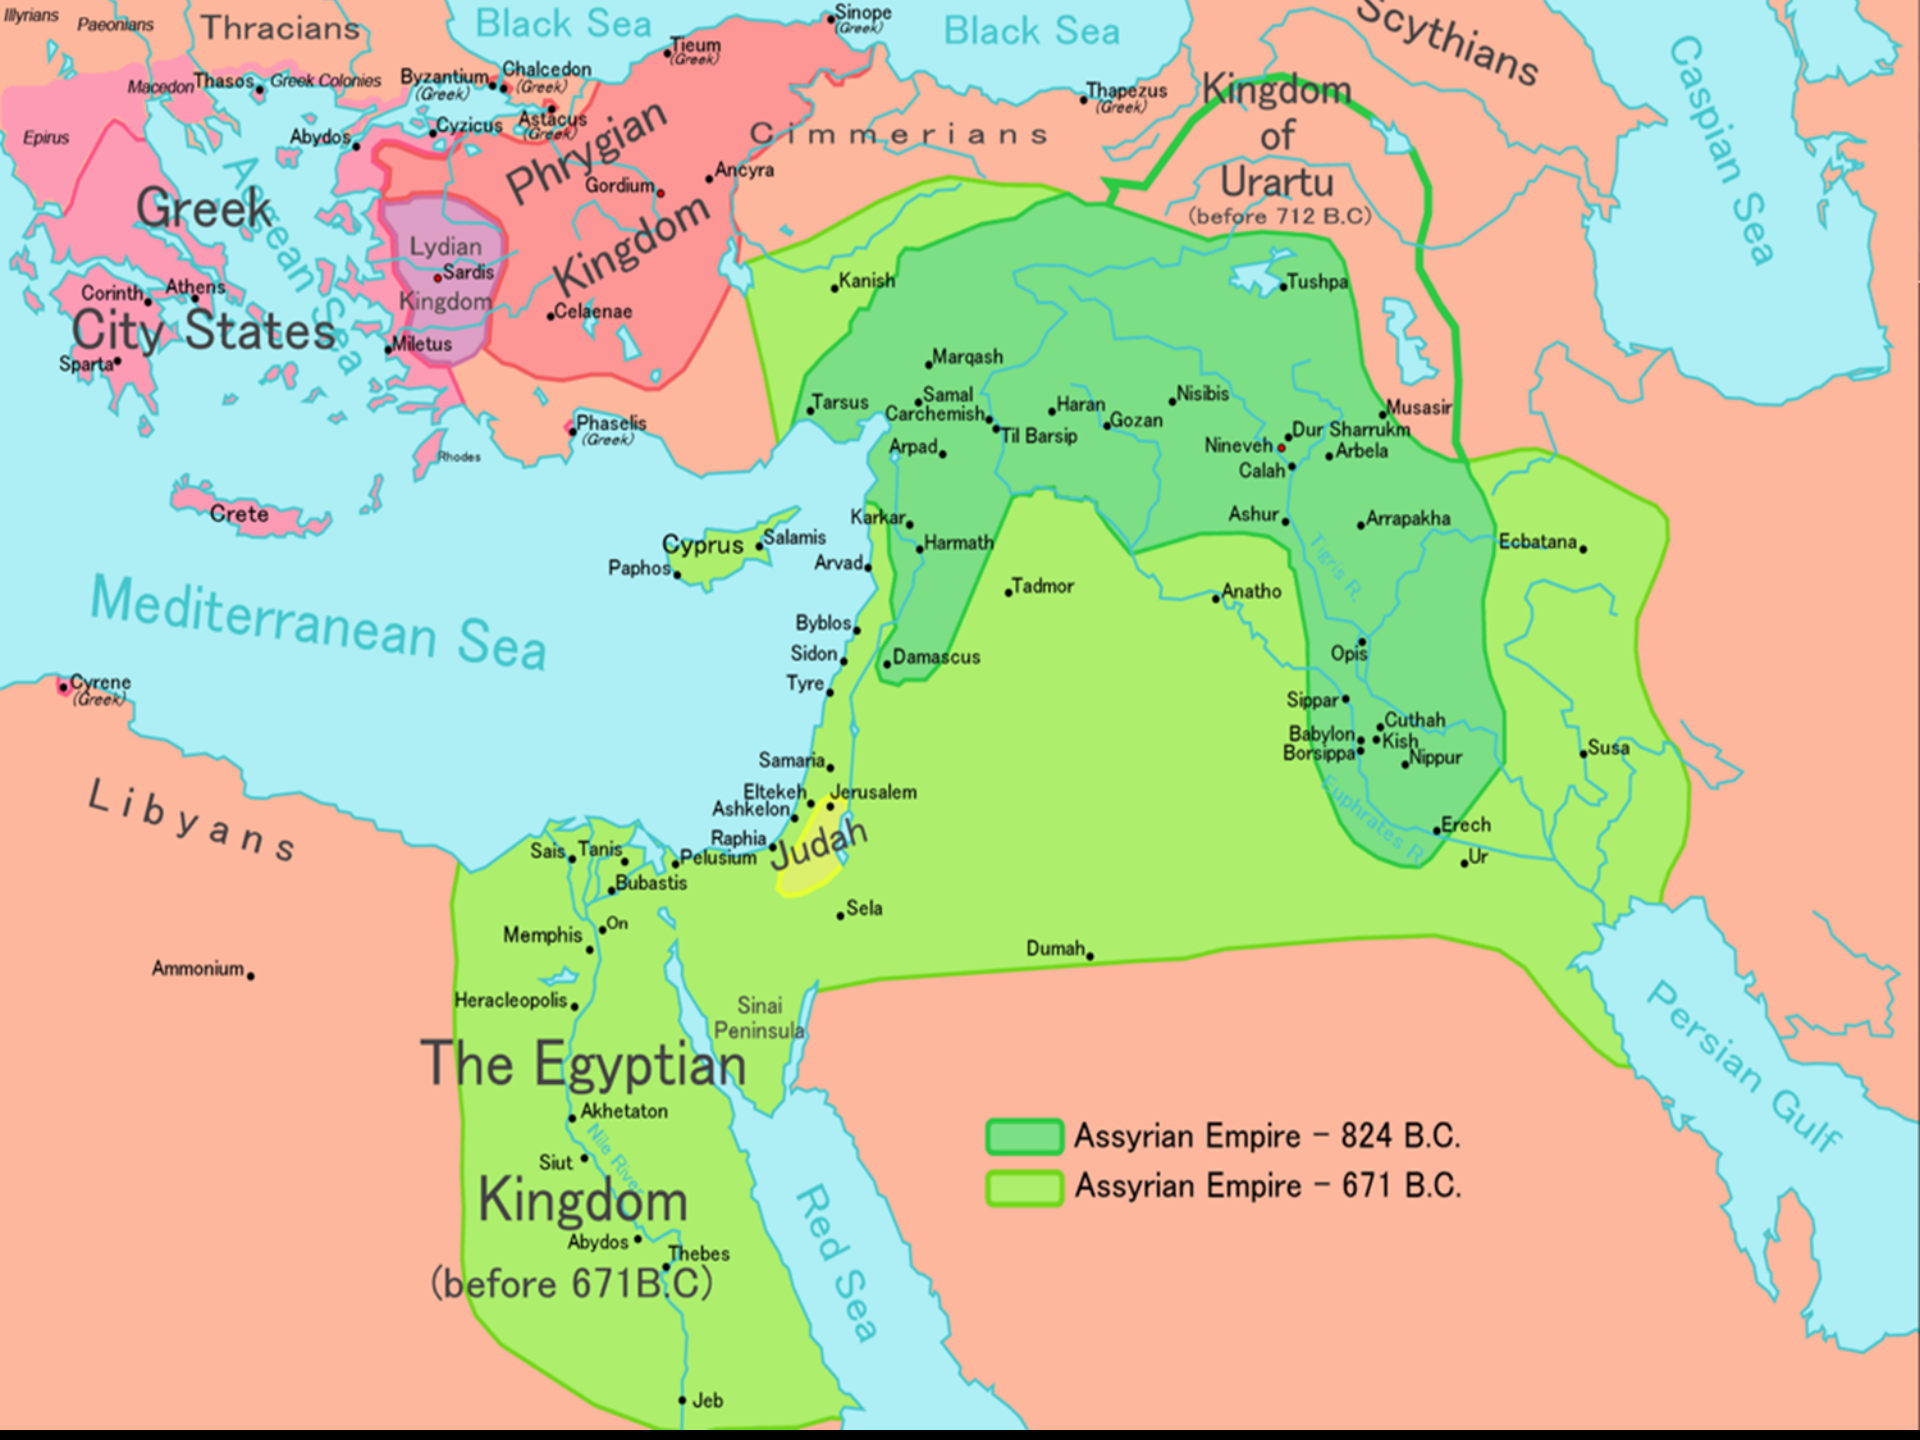 Illyrians
Paeonians
Thracians
Black Sea
Sinope
(Greek)
Black Sea
Scythians
Caspian Sea
Tieum
(Greek)
Macedon
Thasos
Greek Colonies
Byzantium
(Greek)
Chalcedon
(Greek)
Thapezus
(Greek)
Kingdom
of
Urartu
(before 712 B.C)
Epirus
Abydos
Cyzicus
Astacus
(Greek)
Phrygian
Kingdom
Cimmerians
Ancyra
Gordium
Greek
City States
Aegean Sea
Lydian
Kingdom
Sardis
Corinth
Athens
Sparta
Celaenae
Miletus
Kanish
Tushpa
Marqash
Tarsus
Samal
Carchemish
Til Barsip
Haran
Gozan
Nisibis
Musasir
Phaselis
(Greek)
Rhodes
Arpad
Nineveh
Dur Sharrukm
Arbela
Calah
Crete
Cyprus
Salamis
Paphos
Karkar
Harmath
Arvad
Ashur
Arrapakha
Ecbatana
Tigris R.
Tadmor
Anatho
Mediterranean Sea
Byblos
Sidon
Tyre
Damascus
Opis
Cyrene
(Greek)
Sippar
Cuthah
Babylon
Kish
Borsippa
Nippur
Susa
Samaria
Eltekeh
Jerusalem
Ashkelon
Raphia
Judah
Euphrates R.
Erech
Ur
Libyans
Sais
Tanis
Pelusium
Bubastis
Sela
On
Memphis
Dumah
Ammonium
Heracleopolis
Sinai
Peninsula
Persian Gulf
The Egyptian
Kingdom
(before 671B.C)
Akhetaton
Nile River
Siut
Abydos
Thebes
Red Sea
Jeb
Assyrian Empire – 824 B.C.
Assyrian Empire – 671 B.C.